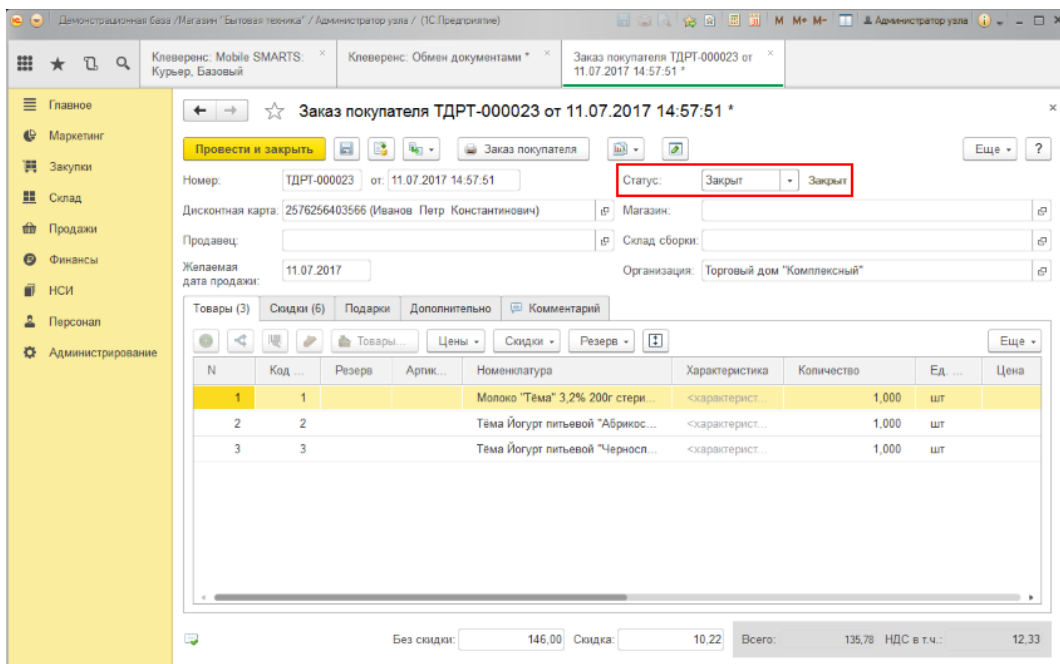 Демонстрационная база /Магазин "Бытовая техника" / Администратор узла / (1С:Предприятие) M M+ M- Администратор узла
Клеверенс: Mobile SMARTS: Курьер, Базовый
Клеверенс: Обмен документами *
Заказ покупателя ТДРТ-000023 от 11.07.2017 14:57:51 *
Главное
Маркетинг
Закупки
Склад
Продажи
Финансы
НСИ
Персонал
Администрирование
Заказ покупателя ТДРТ-000023 от 11.07.2017 14:57:51 *
Провести и закрыть Заказ покупателя Еще ?
Номер: ТДРТ-000023 от: 11.07.2017 14:57:51 Статус: Закрыт Закрыт
Дисконтная карта: 2576256403566 (Иванов Петр Константинович) Магазин:
Продавец: Склад сборки:
Желаемая дата продажи: 11.07.2017 Организация: Торговый дом "Комплексный"
Товары (3) Скидки (6) Подарки Дополнительно Комментарий
Товары... Цены Скидки Резерв Еще
N Код ... Резерв Артик... Номенклатура Характеристика Количество Ед. ... Цена
1 1 Молоко "Тёма" 3,2% 200г стери... <характерист... 1,000 шт
2 2 Тёма Йогурт питьевой "Абрикос... <характерист... 1,000 шт
3 3 Тёма Йогурт питьевой "Черносл... <характерист... 1,000 шт
Без скидки: 146,00 Скидка: 10,22 Всего: 135,78 НДС в т.ч.: 12,33